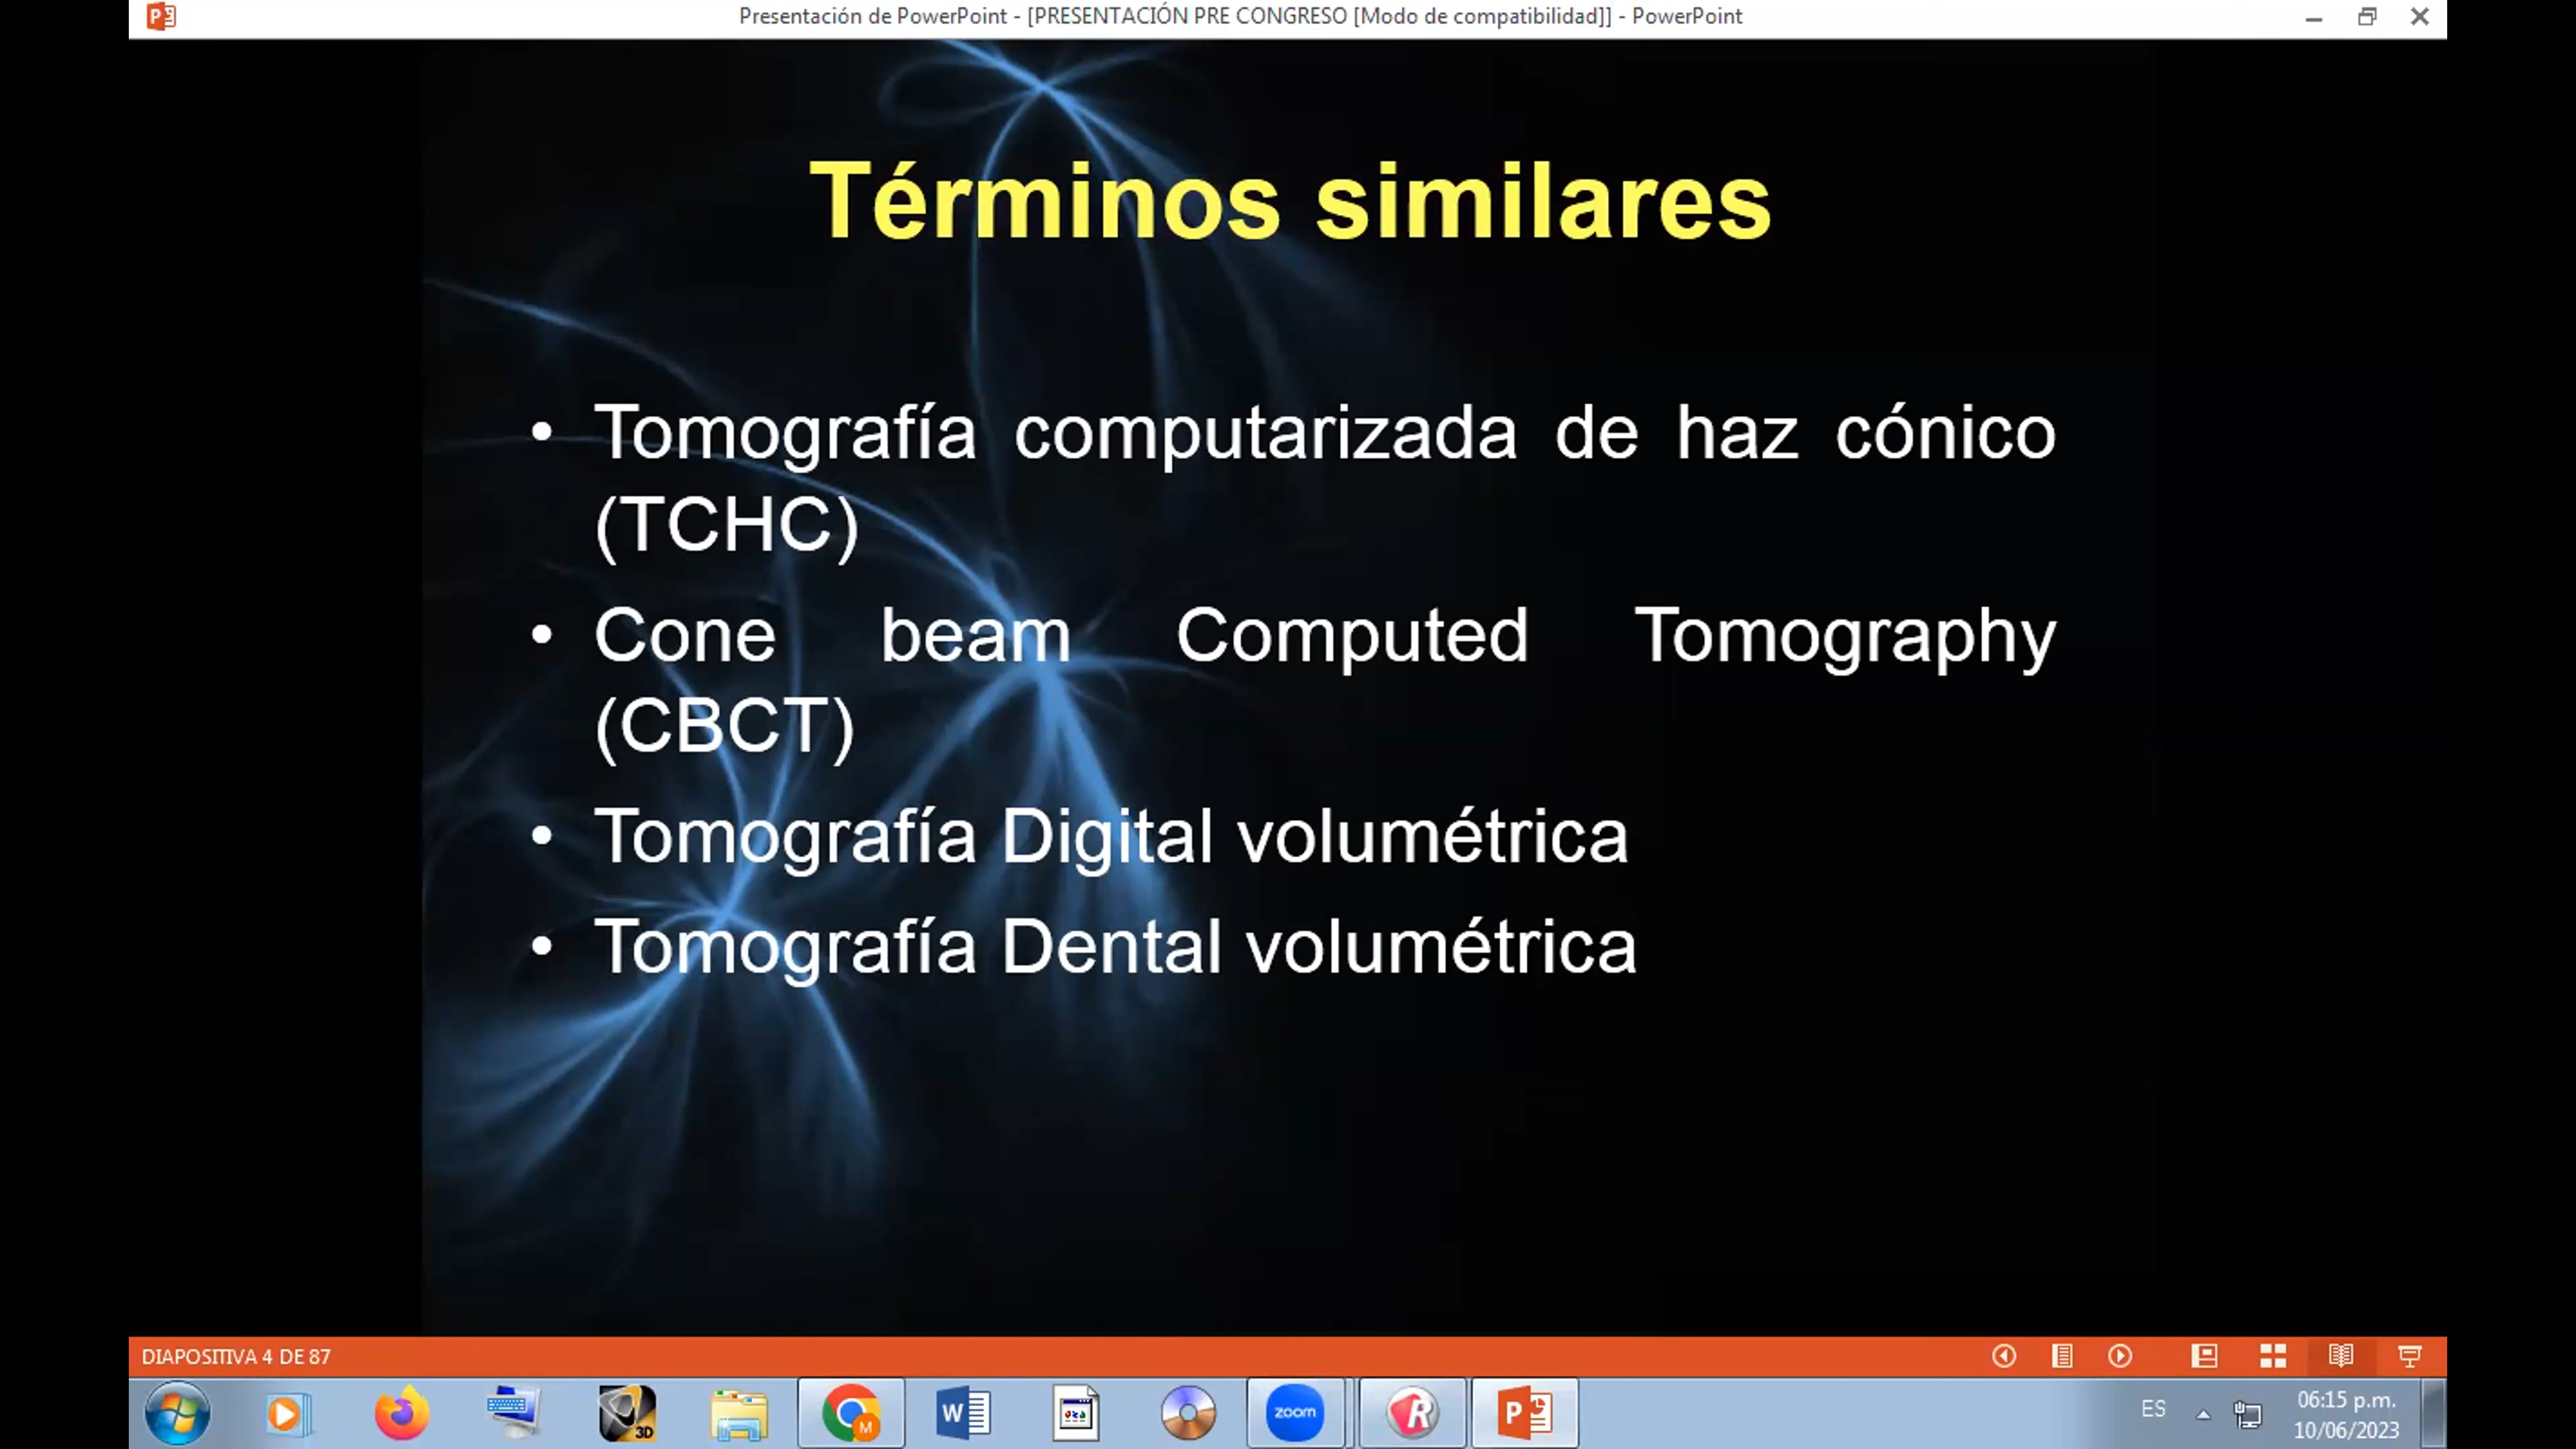 Presentación de PowerPoint - [PRESENTACIÓN PRE CONGRESO [Modo de compatibilidad]] - PowerPoint
Términos similares
• Tomografía computarizada de haz cónico
(TCHC)
• Cone beam Computed Tomography
(CBCT)
• Tomografía Digital volumétrica
• Tomografía Dental volumétrica
DIAPOSITIVA 4 DE 87
3D
M
W
zoom
R
P
ES
06:15 p.m.
10/06/2023